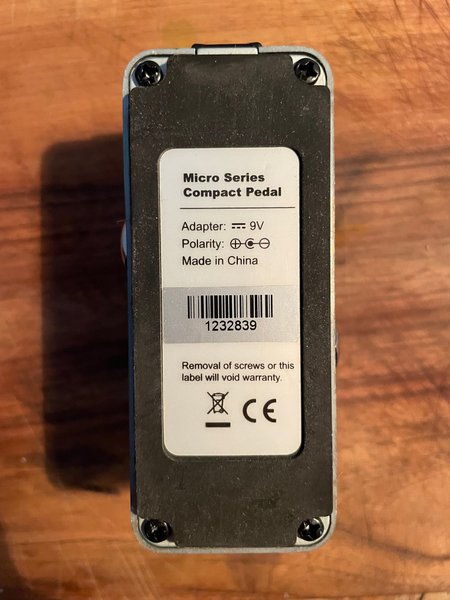 Micro Series
Compact Pedal
Adapter: ⎓ 9V
Polarity: ⊕-●-⊖
Made in China
1232839
Removal of screws or this
label will void warranty.
CE